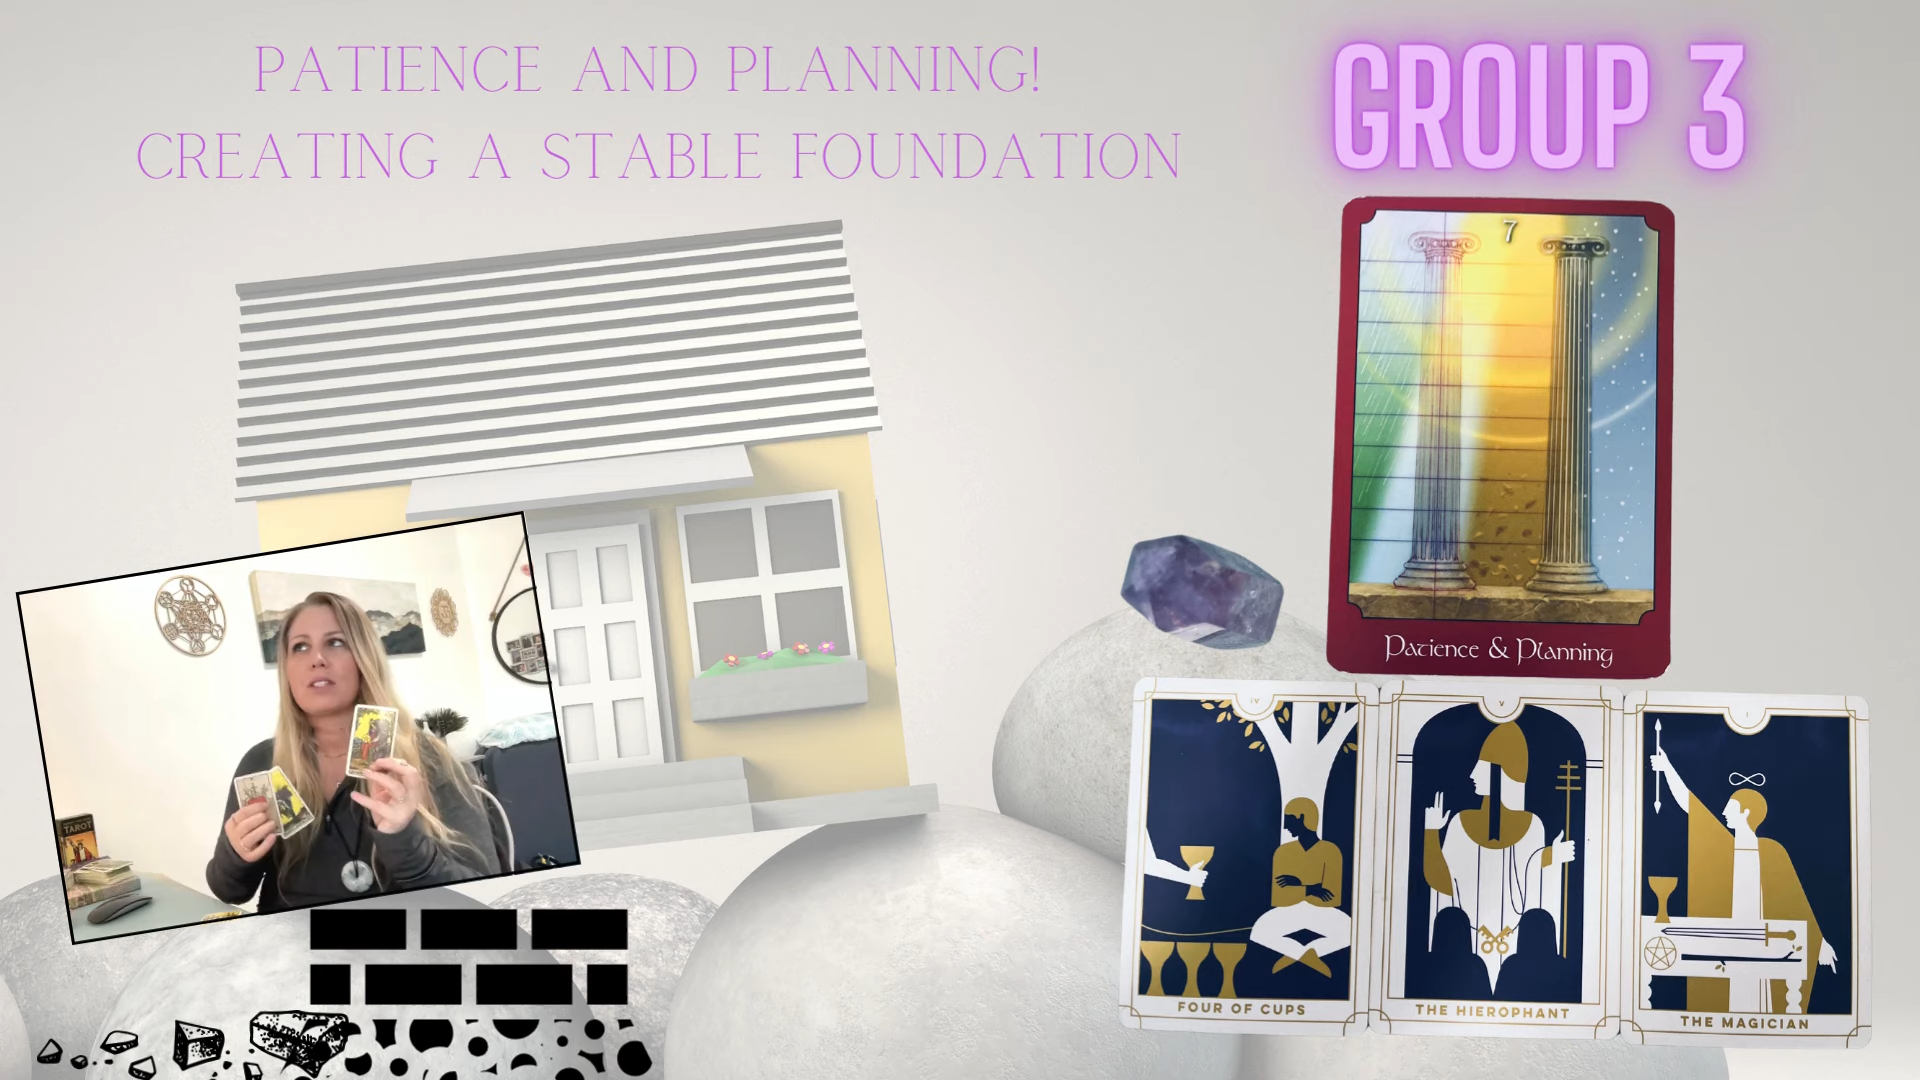 PATIENCE AND PLANNING!
CREATING A STABLE FOUNDATION
GROUP 3
7
Patience & Planning
IV
V
I
FOUR OF CUPS
THE HIEROPHANT
THE MAGICIAN
TAROT